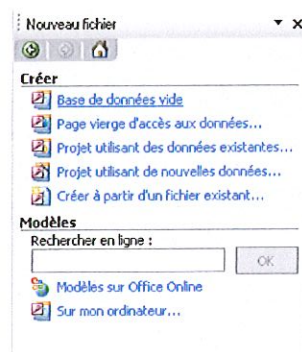 Nouveau fichier
Créer
Base de données vide
Page vierge d'accès aux données...
Projet utilisant des données existantes...
Projet utilisant de nouvelles données...
Créer à partir d'un fichier existant...
Modèles
Rechercher en ligne :
OK
Modèles sur Office Online
Sur mon ordinateur...